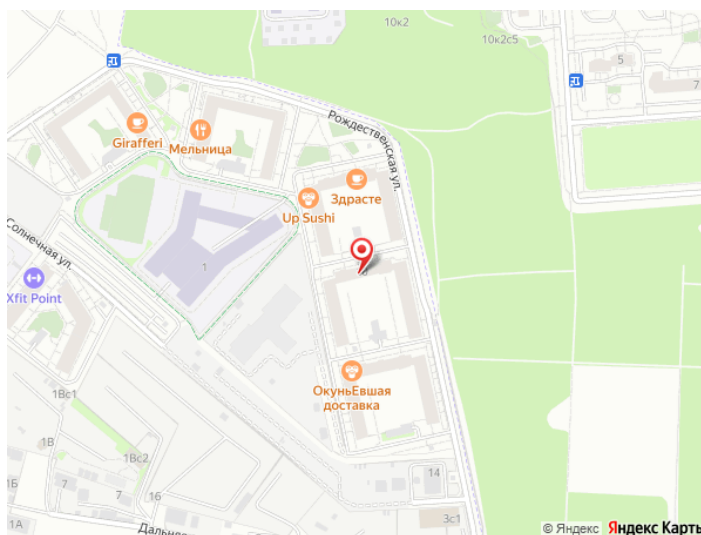 10к2
10к2с5
5
7
Girafferi
Мельница
Рождественская ул.
Здрасте
Up Sushi
Солнечная ул.
1
Xfit Point
ОкуньЕвшая
доставка
1Вс1
1В
1Вс2
1Б
7
7
16
14
1А
3с1
Дальня
© Яндекс Яндекс Карты